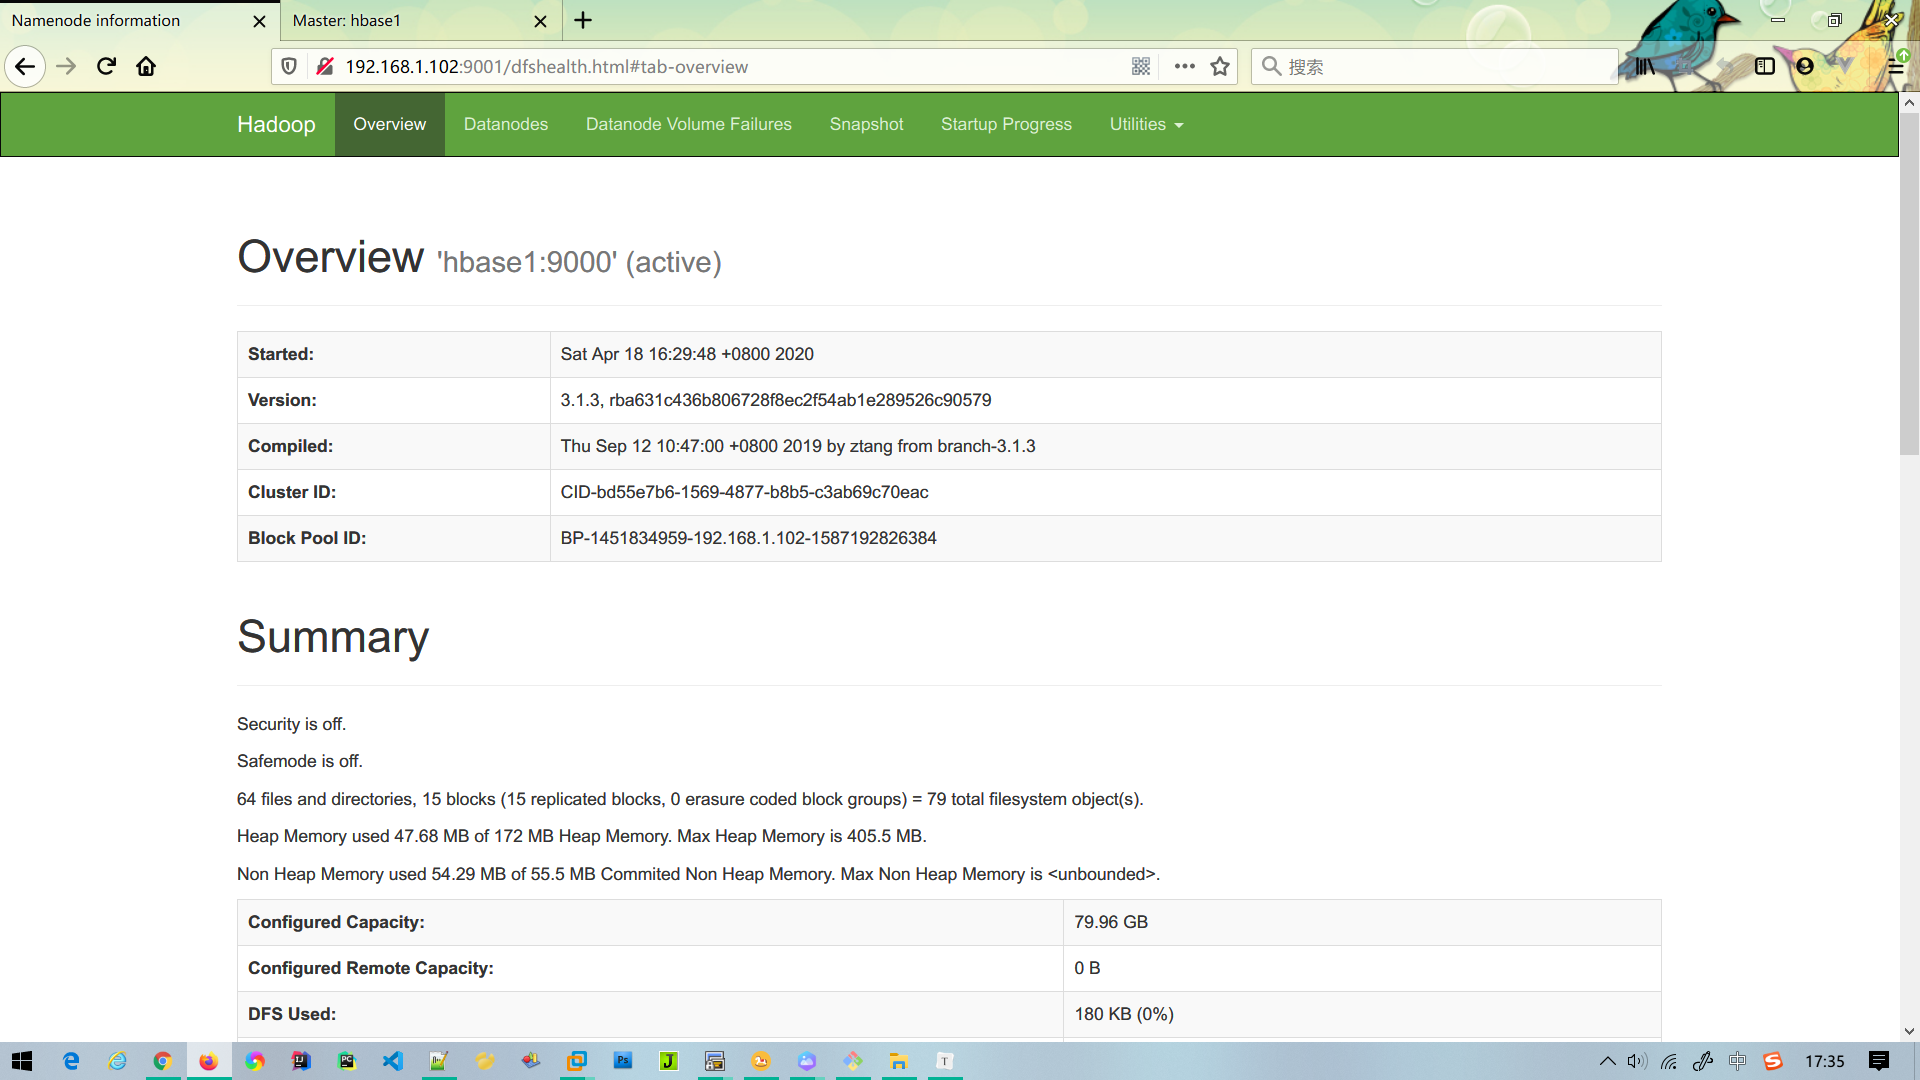 Namenode information
Master: hbase1
192.168.1.102:9001/dfshealth.html#tab-overview
搜索
Hadoop Overview Datanodes Datanode Volume Failures Snapshot Startup Progress Utilities
Overview 'hbase1:9000' (active)
Started: Sat Apr 18 16:29:48 +0800 2020
Version: 3.1.3, rba631c436b806728f8ec2f54ab1e289526c90579
Compiled: Thu Sep 12 10:47:00 +0800 2019 by ztang from branch-3.1.3
Cluster ID: CID-bd55e7b6-1569-4877-b8b5-c3ab69c70eac
Block Pool ID: BP-1451834959-192.168.1.102-1587192826384
Summary
Security is off.
Safemode is off.
64 files and directories, 15 blocks (15 replicated blocks, 0 erasure coded block groups) = 79 total filesystem object(s).
Heap Memory used 47.68 MB of 172 MB Heap Memory. Max Heap Memory is 405.5 MB.
Non Heap Memory used 54.29 MB of 55.5 MB Commited Non Heap Memory. Max Non Heap Memory is <unbounded>.
Configured Capacity: 79.96 GB
Configured Remote Capacity: 0 B
DFS Used: 180 KB (0%)
中
17:35